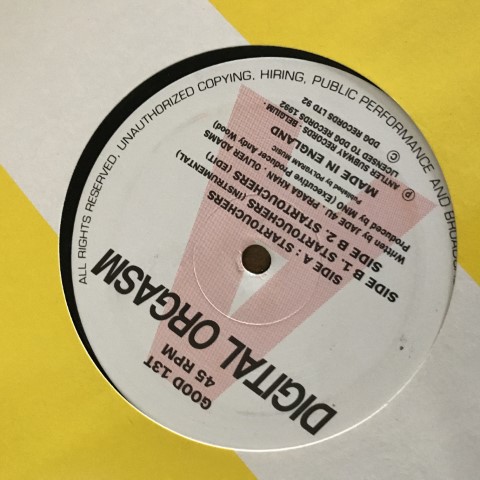 DIGITAL ORGASM
GOOD 13T
45 RPM
SIDE A : STARTOUCHERS
SIDE B 1. STARTOUCHERS (INSTRUMENTAL)
SIDE B 2. STARTOUCHERS (EDIT)
Written by JADE 4U . PRAGA KHAN . OLIVER ADAMS
Produced by MNO (Executive Producer Andy Wood)
Published by POLYGRAM MUSIC
MADE IN ENGLAND
℗ ANTLER SUBWAY RECORDS . BELGIUM .
LICENSED TO DDG RECORDS 1992
© DDG RECORDS LTD 92
ALL RIGHTS RESERVED. UNAUTHORIZED COPYING, HIRING, PUBLIC PERFORMANCE AND